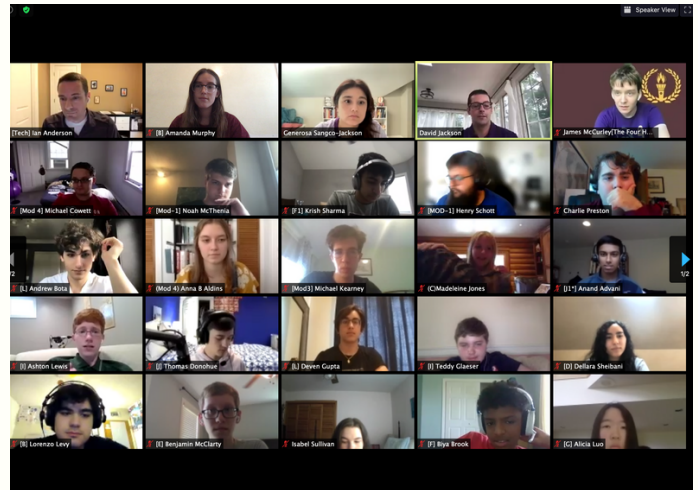 Speaker View
[Tech] Ian Anderson
[B] Amanda Murphy
Generosa Sangco-Jackson
David Jackson
James McCurley[The Four H...
[Mod 4] Michael Cowett
[Mod-1] Noah McThenia
[F1] Krish Sharma
[MOD-1] Henry Schott
Charlie Preston
1/2
[L] Andrew Bota
(Mod 4) Anna B Aldins
[Mod3] Michael Kearney
(C)Madeleine Jones
[J1*] Anand Advani
1/2
[I] Ashton Lewis
[J] Thomas Donohue
[L] Deven Gupta
[I] Teddy Glaeser
[D] Dellara Sheibani
[B] Lorenzo Levy
[E] Benjamin McClarty
Isabel Sullivan
[F] Biya Brook
[G] Alicia Luo